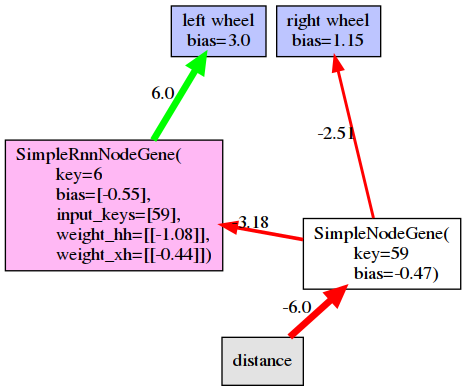 left wheel
bias=3.0
right wheel
bias=1.15
6.0
-2.51
SimpleRnnNodeGene(
key=6
bias=[-0.55],
input_keys=[59],
weight_hh=[[-1.08]],
weight_xh=[[-0.44]])
-3.18
SimpleNodeGene(
key=59
bias=-0.47)
-6.0
distance